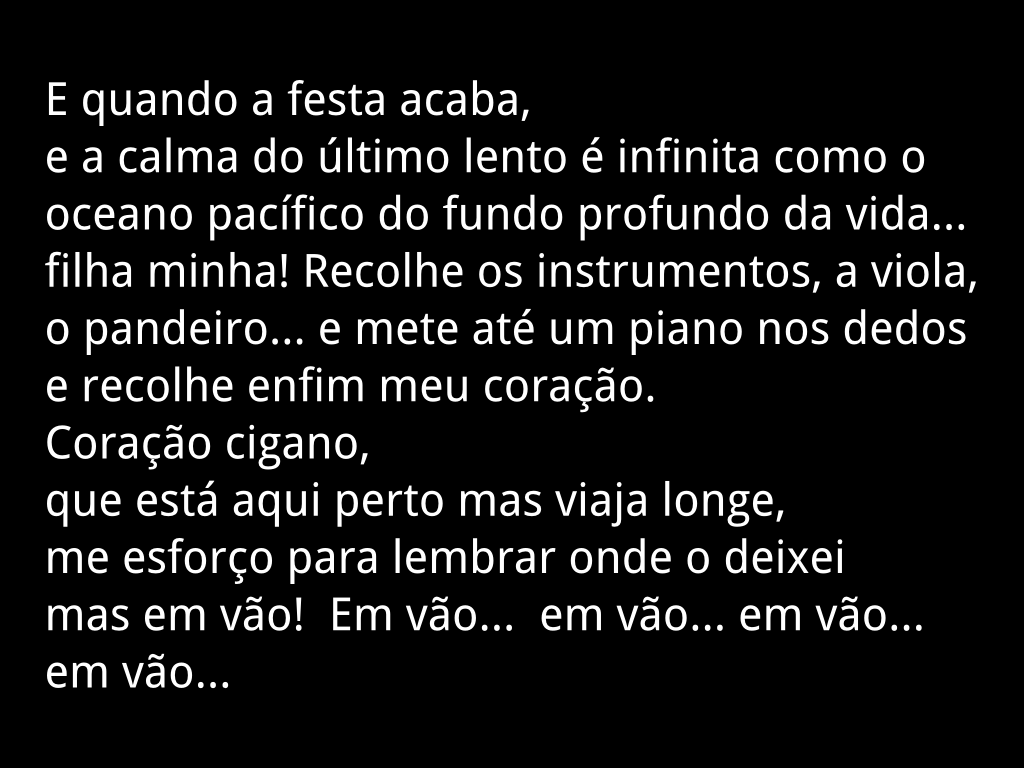 E quando a festa acaba,
e a calma do último lento é infinita como o
oceano pacífico do fundo profundo da vida...
filha minha! Recolhe os instrumentos, a viola,
o pandeiro... e mete até um piano nos dedos
e recolhe enfim meu coração.
Coração cigano,
que está aqui perto mas viaja longe,
me esforço para lembrar onde o deixei
mas em vão!  Em vão...  em vão... em vão...
em vão...